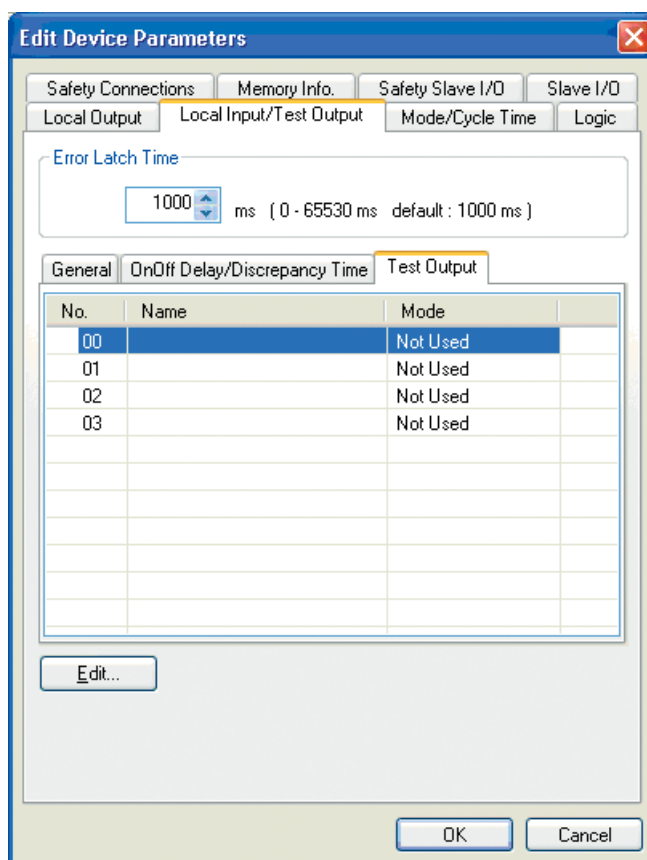 Edit Device Parameters
Safety Connections Memory Info. Safety Slave I/O Slave I/O
Local Output Local Input/Test Output Mode/Cycle Time Logic
Error Latch Time
1000 ms ( 0 - 65530 ms default : 1000 ms )
General OnOff Delay/Discrepancy Time Test Output
No. Name Mode
00 Not Used
01 Not Used
02 Not Used
03 Not Used
Edit...
OK Cancel